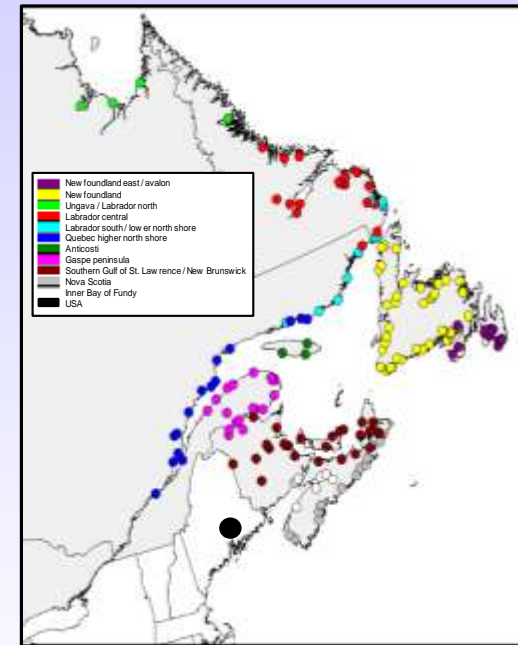 New foundland east / avalon
New foundland
Ungava / Labrador north
Labrador central
Labrador south / low er north shore
Quebec higher north shore
Anticosti
Gaspe peninsula
Southern Gulf of St. Law rence / New Brunswick
Nova Scotia
Inner Bay of Fundy
USA